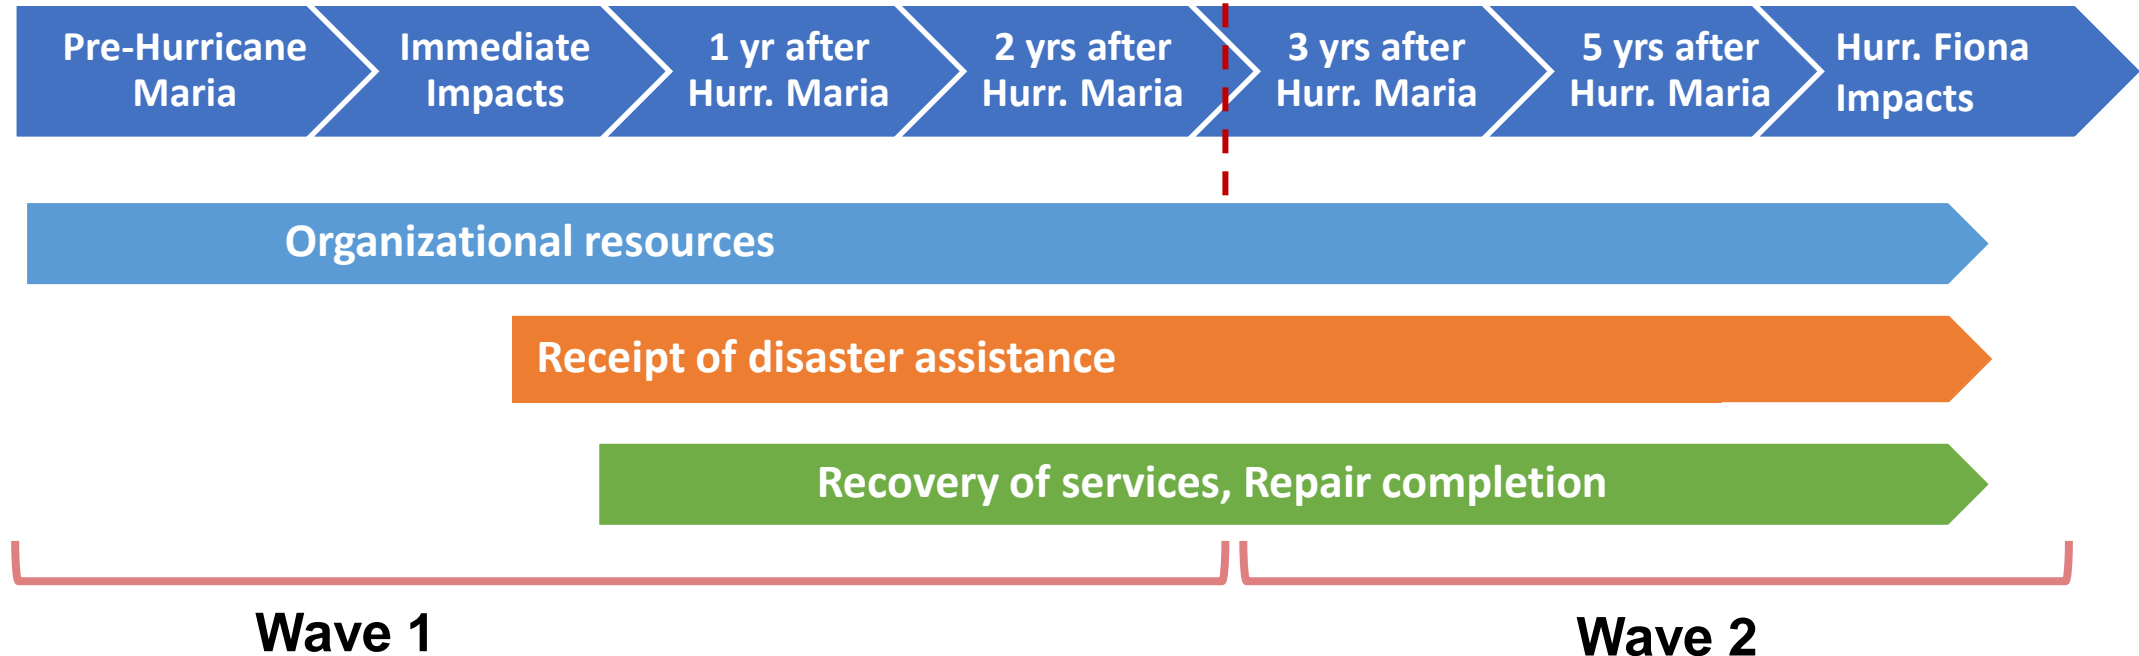 Pre-Hurricane
Maria
Immediate
Impacts
1 yr after
Hurr. Maria
2 yrs after
Hurr. Maria
3 yrs after
Hurr. Maria
5 yrs after
Hurr. Maria
Hurr. Fiona
Impacts
Organizational resources
Receipt of disaster assistance
Recovery of services, Repair completion
Wave 1
Wave 2